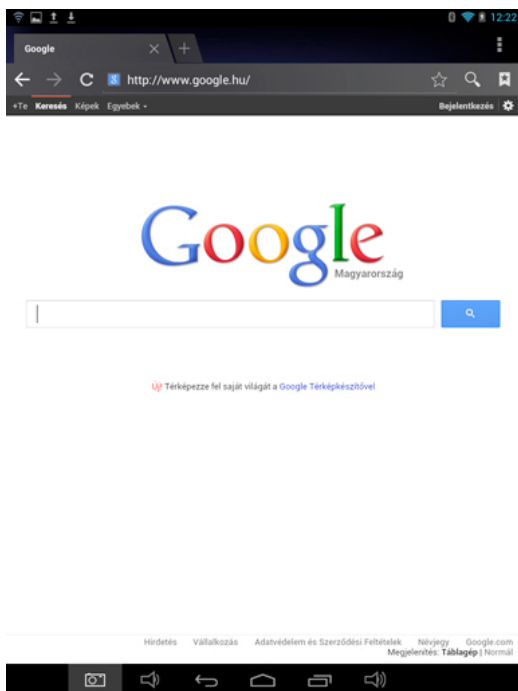 12:22
Google
http://www.google.hu/
+Te Keresés Képek Egyebek Bejelentkezés
Google
Magyarország
Új! Térképezze fel saját világát a Google Térképkészítővel
Hirdetés Vállalkozás Adatvédelem és Szerződési Feltételek Névjegy Google.com
Megjelenítés: Táblagép | Normál